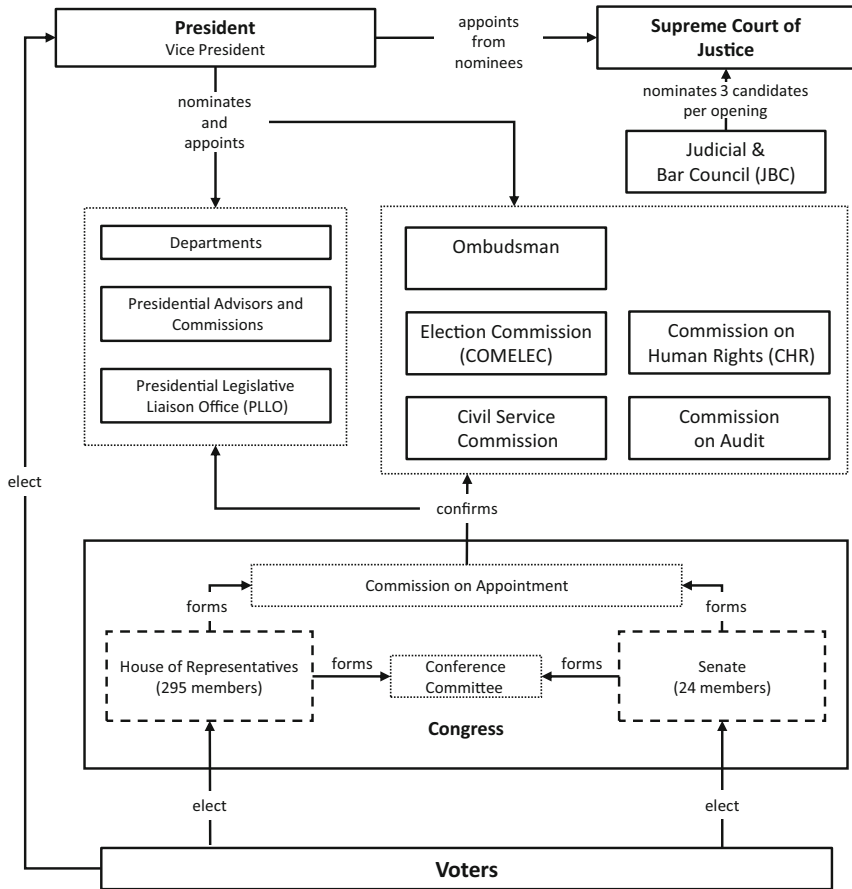 President
Vice President
appoints
from
nominees
Supreme Court of
Justice
nominates
and
appoints
nominates 3 candidates
per opening
Judicial &
Bar Council (JBC)
Departments
Presidential Advisors and
Commissions
Presidential Legislative
Liaison Office (PLLO)
Ombudsman
Election Commission
(COMELEC)
Commission on
Human Rights (CHR)
Civil Service
Commission
Commission
on Audit
elect
confirms
Commission on Appointment
forms
forms
House of Representatives
(295 members)
forms
Conference
Committee
forms
Senate
(24 members)
Congress
elect
elect
Voters